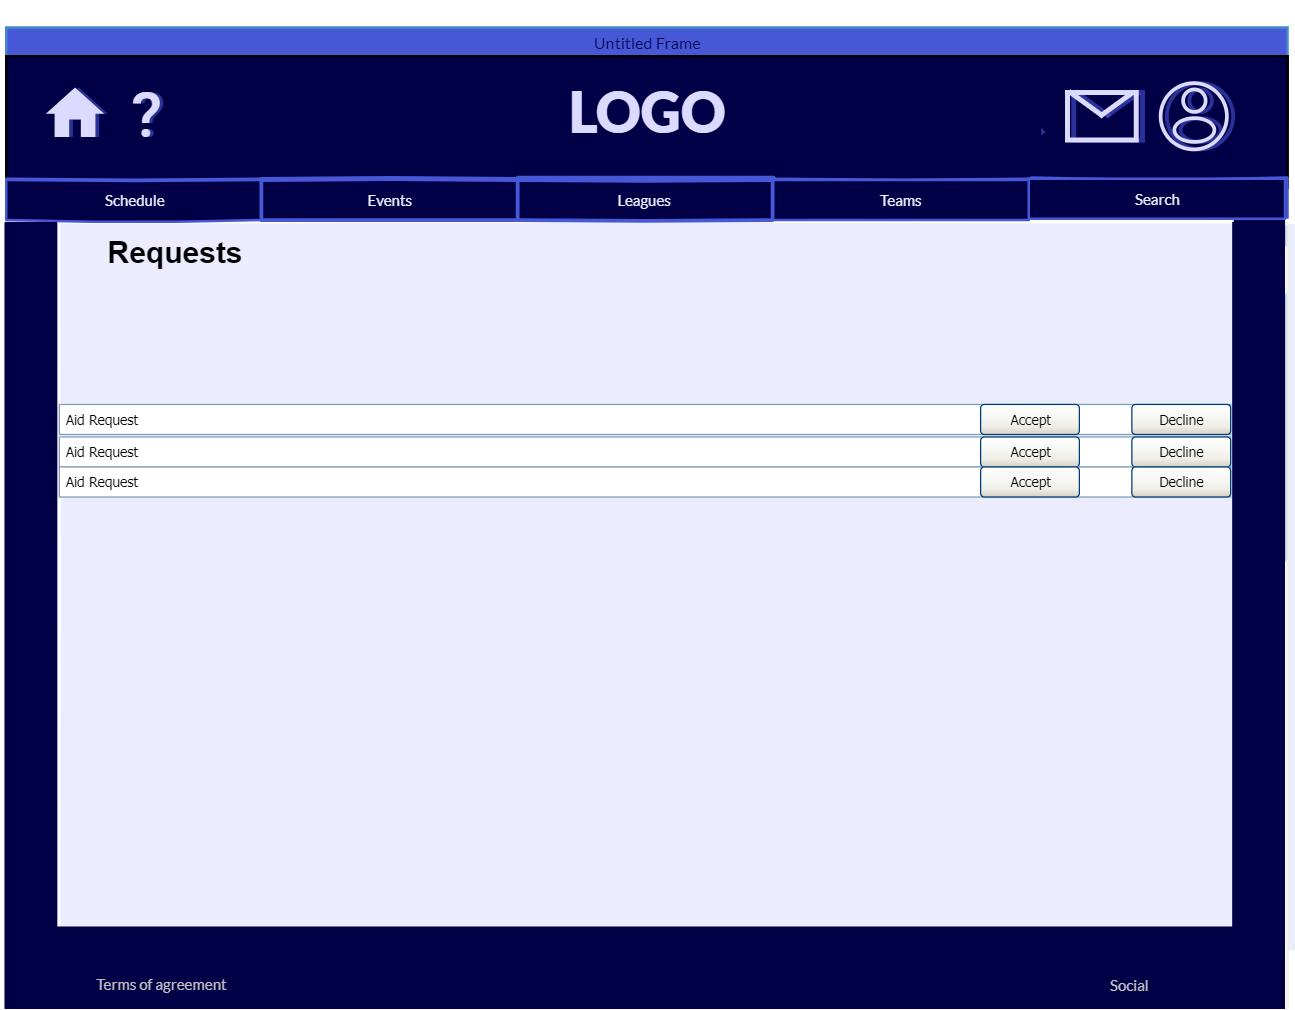 Untitled Frame
? LOGO
Schedule Events Leagues Teams Search
Requests
Aid Request Accept Decline
Aid Request Accept Decline
Aid Request Accept Decline
Terms of agreement Social